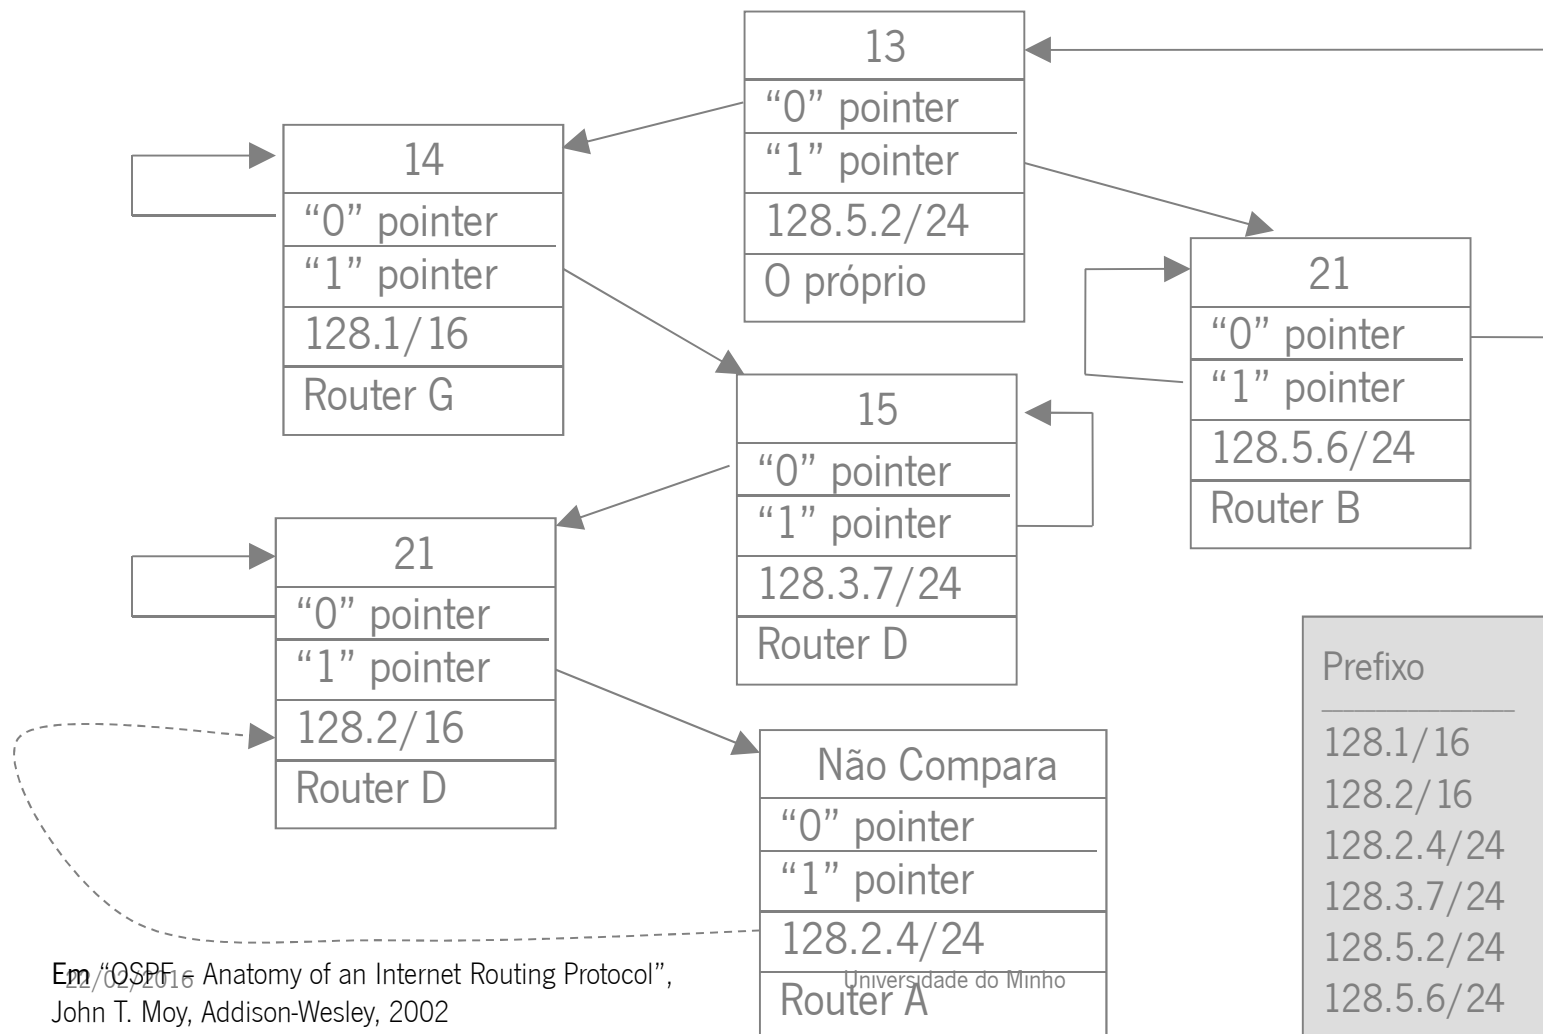 13
“0” pointer
“1” pointer
128.5.2/24
O próprio
14
“0” pointer
“1” pointer
128.1/16
Router G
21
“0” pointer
“1” pointer
128.5.6/24
Router B
15
“0” pointer
“1” pointer
128.3.7/24
Router D
21
“0” pointer
“1” pointer
128.2/16
Router D
Não Compara
“0” pointer
“1” pointer
128.2.4/24
Router A
Prefixo
128.1/16
128.2/16
128.2.4/24
128.3.7/24
128.5.2/24
128.5.6/24
Em “OSPF – Anatomy of an Internet Routing Protocol”,
John T. Moy, Addison-Wesley, 2002
22/02/2016
Universidade do Minho